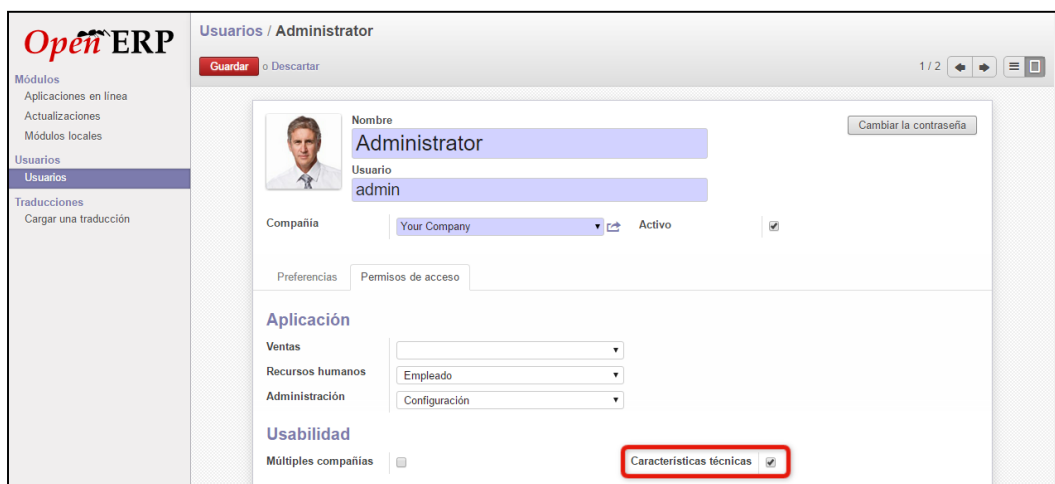 Open ERP
Módulos
Aplicaciones en línea
Actualizaciones
Módulos locales
Usuarios
Usuarios
Traducciones
Cargar una traducción
Usuarios / Administrator
Guardar o Descartar
1 / 2
Nombre
Administrator
Cambiar la contraseña
Usuario
admin
Compañía
Your Company
Activo
Preferencias
Permisos de acceso
Aplicación
Ventas
Recursos humanos
Empleado
Administración
Configuración
Usabilidad
Múltiples compañías
Características técnicas